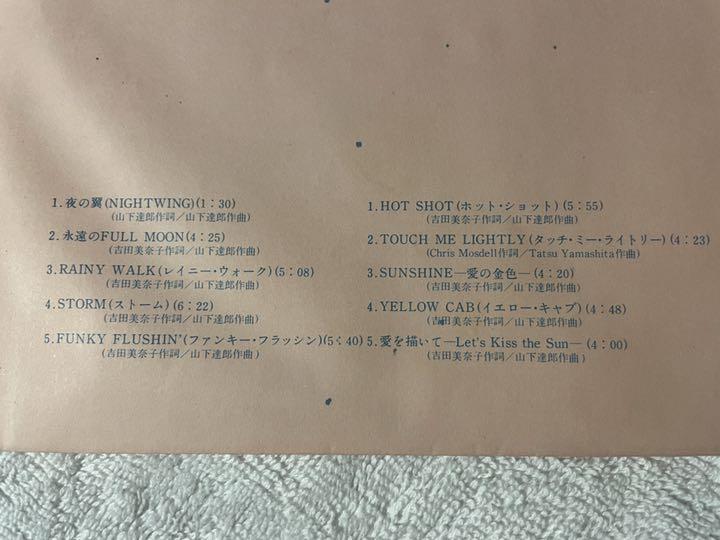 1.夜の翼(NIGHTWING)(1:30)
(山下達郎作詞/山下達郎作曲)
2.永遠のFULL MOON(4:25)
(吉田美奈子作詞/山下達郎作曲)
3.RAINY WALK(レイニー・ウォーク)(5:08)
(吉田美奈子作詞/山下達郎作曲)
4.STORM(ストーム)(6:22)
(吉田美奈子作詞/山下達郎作曲)
5.FUNKY FLUSHIN'(ファンキー・フラッシン)(5:40)
(吉田美奈子作詞/山下達郎作曲)
1.HOT SHOT(ホット・ショット)(5:55)
(吉田美奈子作詞/山下達郎作曲)
2.TOUCH ME LIGHTLY(タッチ・ミー・ライトリー)(4:23)
(Chris Mosdell作詞/Tatsu Yamashita作曲)
3.SUNSHINE—愛の金色—(4:20)
(吉田美奈子作詞/山下達郎作曲)
4.YELLOW CAB(イエロー・キャブ)(4:48)
(吉田美奈子作詞/山下達郎作曲)
5.愛を描いて—Let's Kiss the Sun—(4:00)
(吉田美奈子作詞/山下達郎作曲)